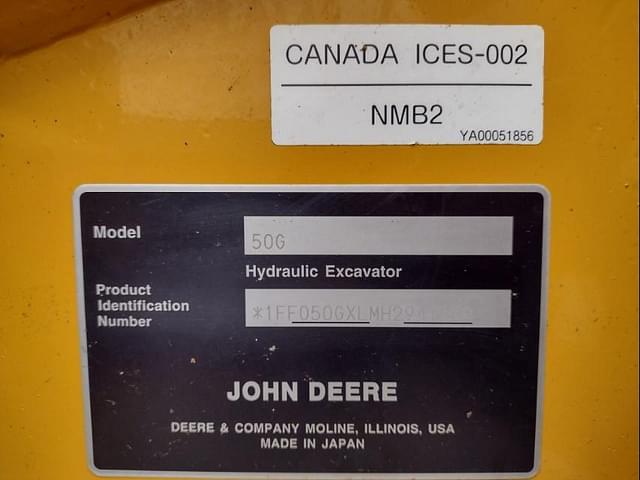 CANADA ICES-002
NMB2
YA00051856
Model
50G
Hydraulic Excavator
Product
Identification
Number
JOHN DEERE
DEERE & COMPANY MOLINE, ILLINOIS, USA
MADE IN JAPAN